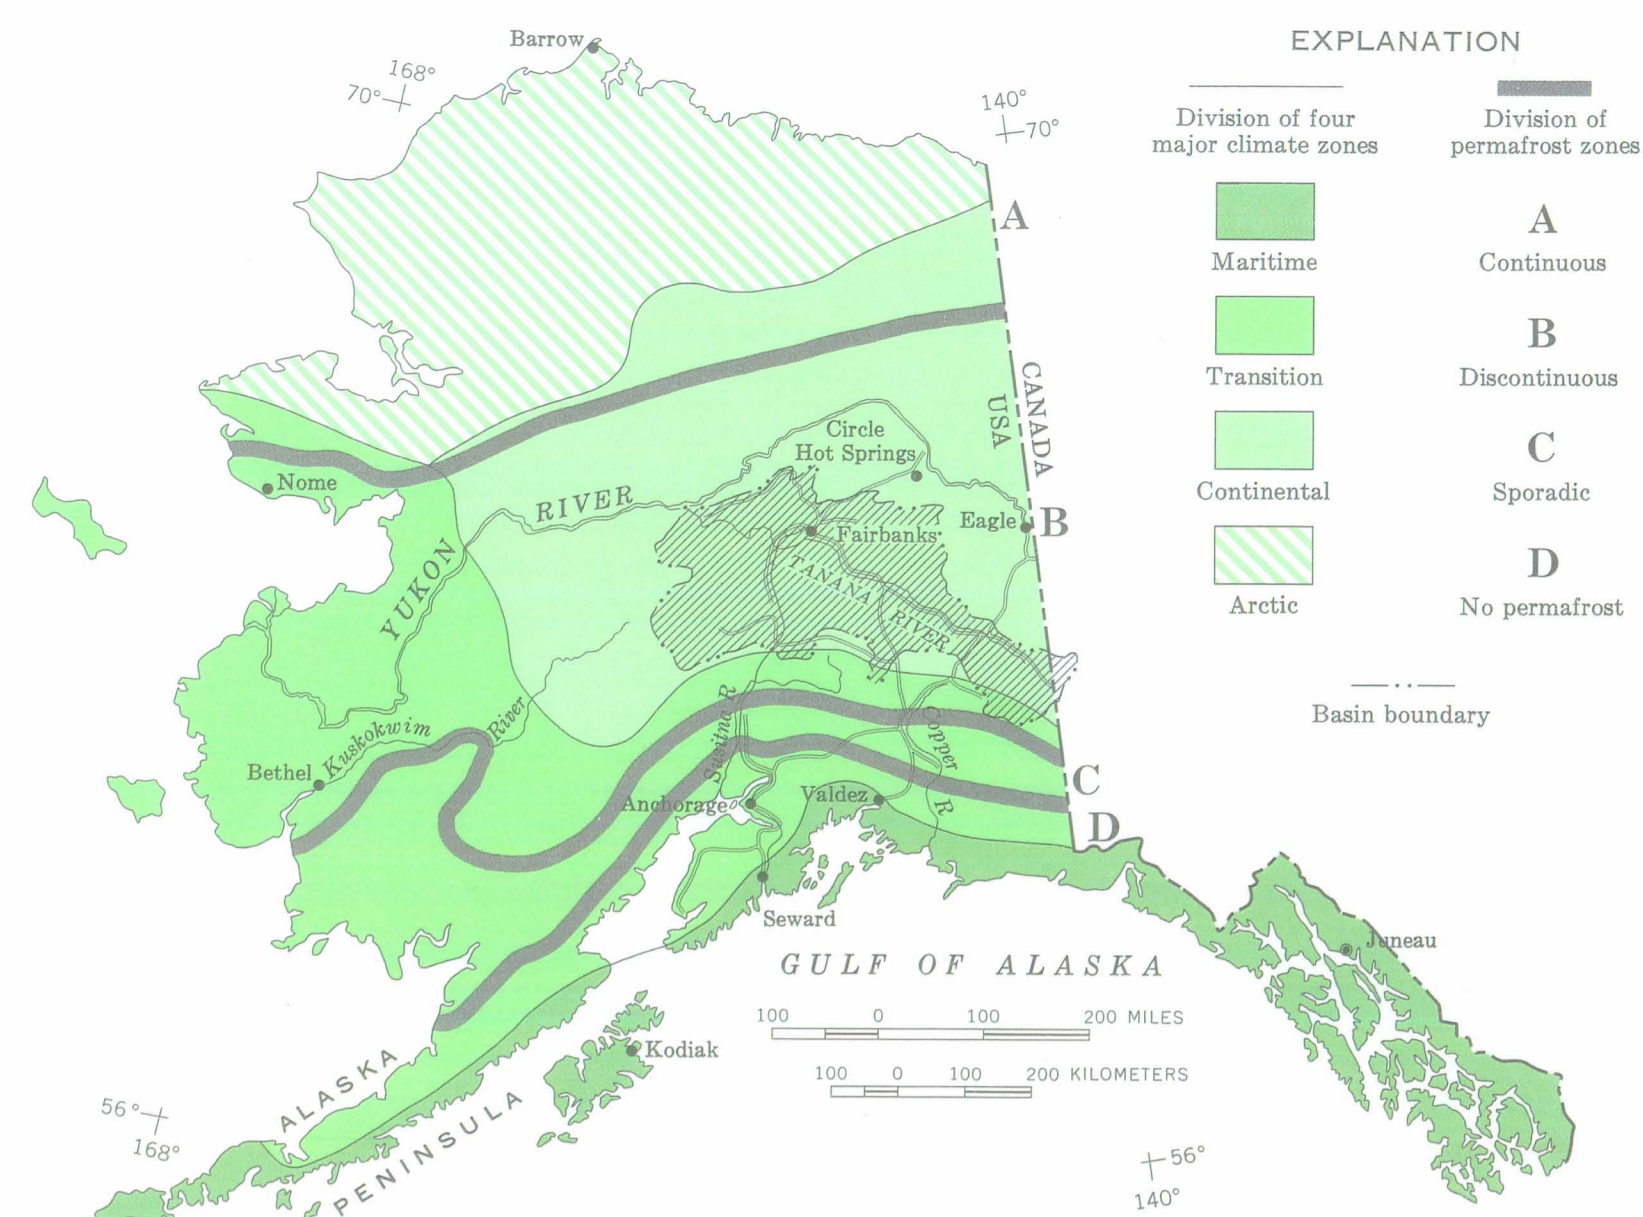 EXPLANATION
Division of four
major climate zones
Division of
permafrost zones
Maritime
A
Continuous
Transition
B
Discontinuous
Continental
C
Sporadic
Arctic
D
No permafrost
Basin boundary
Barrow
168°
70°
140°
70°
A
CANADA
USA
Circle
Hot Springs
Nome
RIVER
YUKON
Eagle
B
Fairbanks
TANANA RIVER
Kuskokwim River
Bethel
Susitna R
Copper R
Anchorage
Valdez
C
D
Seward
Juneau
GULF OF ALASKA
100 0 100 200 MILES
100 0 100 200 KILOMETERS
Kodiak
ALASKA
PENINSULA
56°
168°
56°
140°